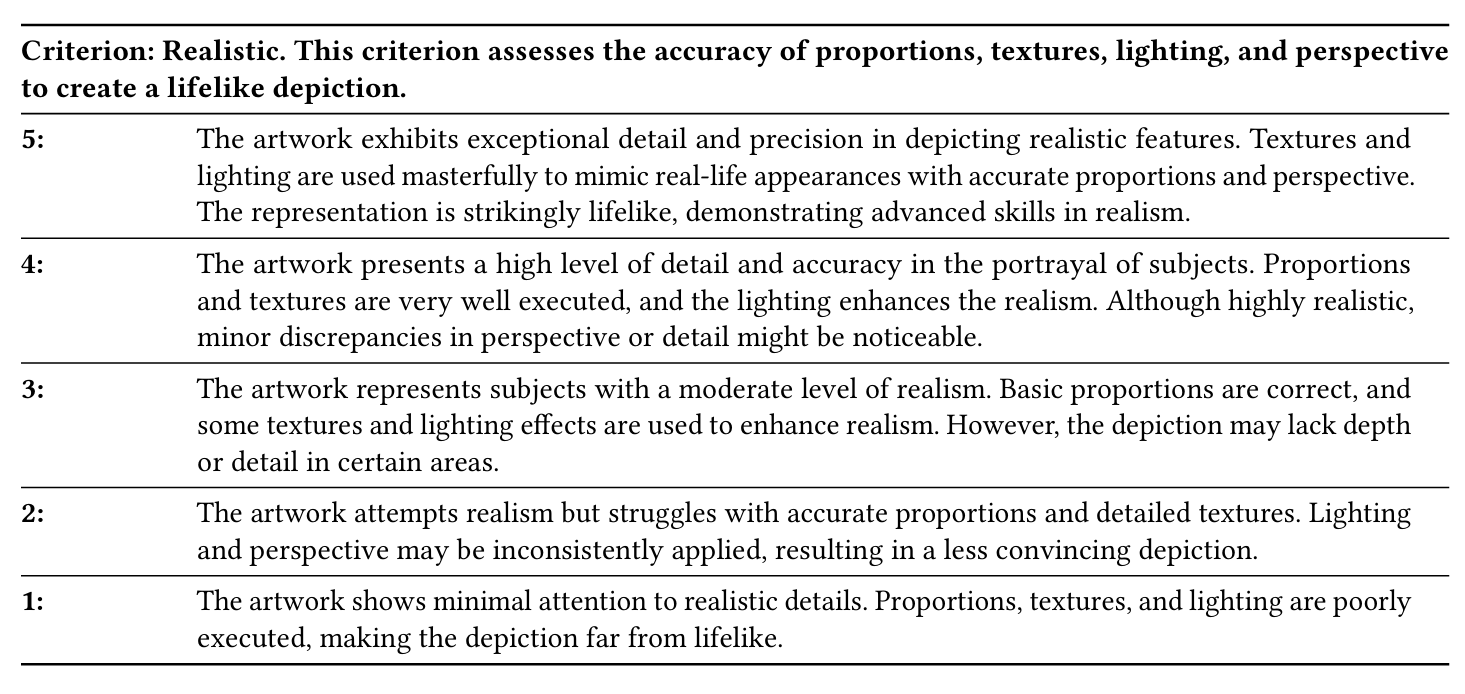 Criterion: Realistic. This criterion assesses the accuracy of proportions, textures, lighting, and perspective
to create a lifelike depiction.
5: The artwork exhibits exceptional detail and precision in depicting realistic features. Textures and
lighting are used masterfully to mimic real-life appearances with accurate proportions and perspective.
The representation is strikingly lifelike, demonstrating advanced skills in realism.
4: The artwork presents a high level of detail and accuracy in the portrayal of subjects. Proportions
and textures are very well executed, and the lighting enhances the realism. Although highly realistic,
minor discrepancies in perspective or detail might be noticeable.
3: The artwork represents subjects with a moderate level of realism. Basic proportions are correct, and
some textures and lighting effects are used to enhance realism. However, the depiction may lack depth
or detail in certain areas.
2: The artwork attempts realism but struggles with accurate proportions and detailed textures. Lighting
and perspective may be inconsistently applied, resulting in a less convincing depiction.
1: The artwork shows minimal attention to realistic details. Proportions, textures, and lighting are poorly
executed, making the depiction far from lifelike.